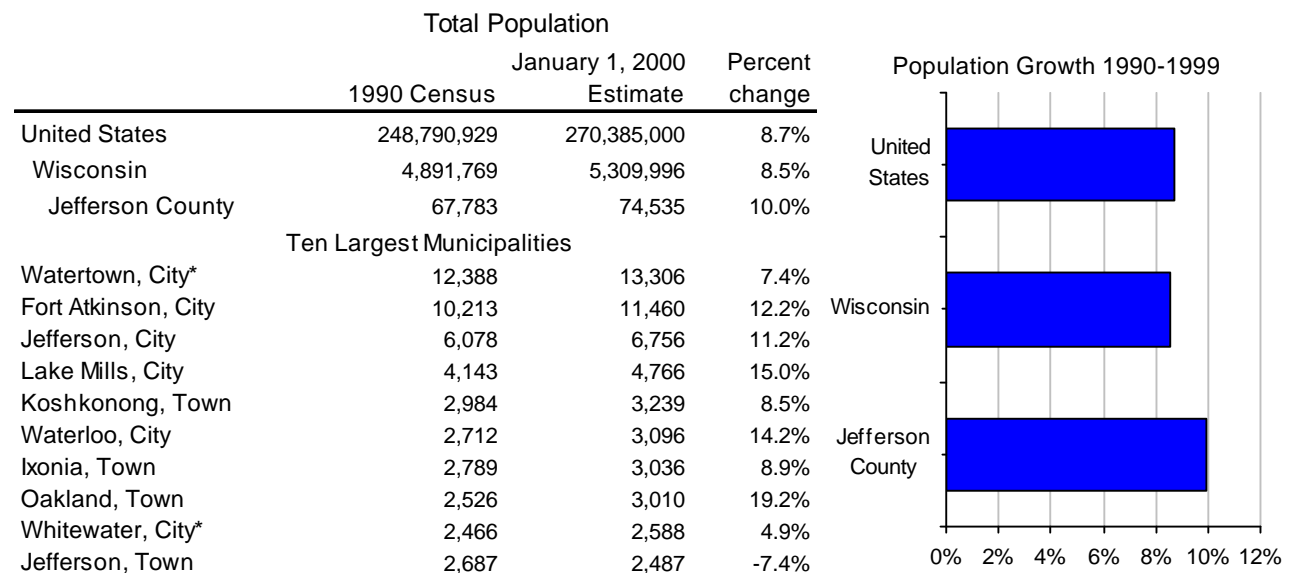 Total Population
1990 Census January 1, 2000 Estimate Percent change
United States 248,790,929 270,385,000 8.7%
Wisconsin 4,891,769 5,309,996 8.5%
Jefferson County 67,783 74,535 10.0%
Ten Largest Municipalities
Watertown, City* 12,388 13,306 7.4%
Fort Atkinson, City 10,213 11,460 12.2%
Jefferson, City 6,078 6,756 11.2%
Lake Mills, City 4,143 4,766 15.0%
Koshkonong, Town 2,984 3,239 8.5%
Waterloo, City 2,712 3,096 14.2%
Ixonia, Town 2,789 3,036 8.9%
Oakland, Town 2,526 3,010 19.2%
Whitewater, City* 2,466 2,588 4.9%
Jefferson, Town 2,687 2,487 -7.4%
Population Growth 1990-1999
United
States
Wisconsin
Jefferson
County
0% 2% 4% 6% 8% 10% 12%